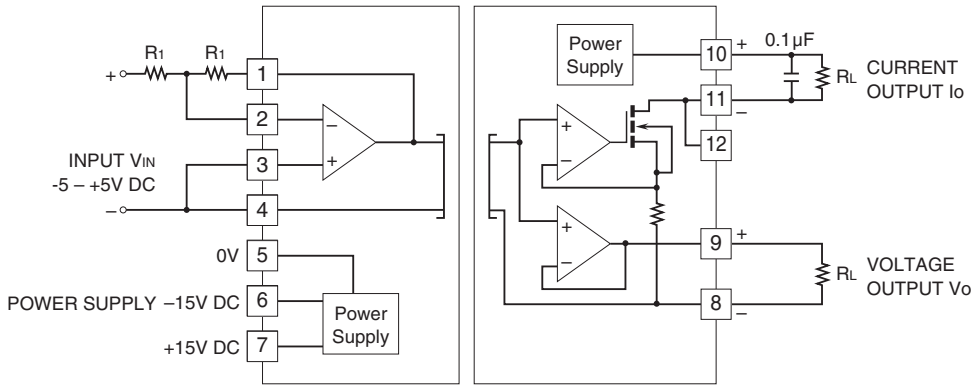 R1
R1
+
1
2
3
4
5
6
7
–
+
INPUT VIN
-5 – +5V DC
–
0V
POWER SUPPLY –15V DC
+15V DC
Power
Supply
Power
Supply
+
–
+
–
10
11
12
9
8
+
–
0.1µF
RL
CURRENT
OUTPUT Io
+
–
RL
VOLTAGE
OUTPUT Vo